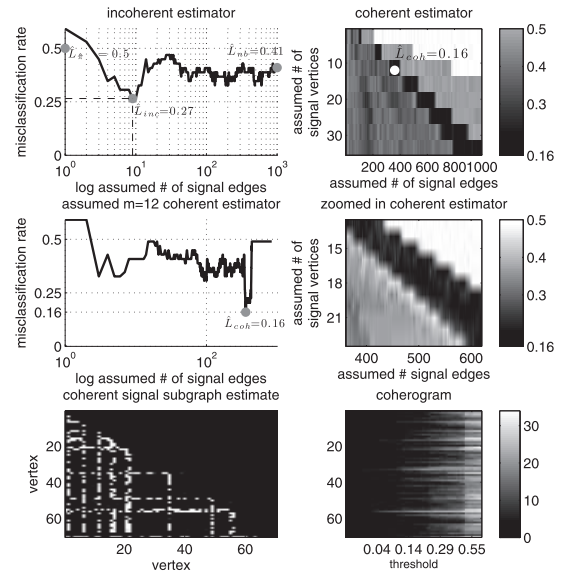 incoherent estimator
misclassification rate
0.5
0.25
0
= 0.5
L̂nb=0.41
L̂inc=0.27
10^0
10^1
10^2
10^3
log assumed # of signal edges
coherent estimator
assumed # of
signal vertices
10
20
30
L̂coh=0.16
200
400
600
800
1000
assumed # of signal edges
0.5
0.4
0.3
0.16
assumed m=12 coherent estimator
misclassification rate
0.5
0.25
0.16
0
L̂coh=0.16
10^0
10^2
log assumed # of signal edges
zoomed in coherent estimator
assumed # of
signal vertices
15
18
21
400
500
600
assumed # of signal edges
0.5
0.4
0.3
0.16
coherent signal subgraph estimate
vertex
20
40
60
20
40
60
vertex
coherogram
20
40
60
0.04 0.14 0.29 0.55
threshold
30
20
10
0